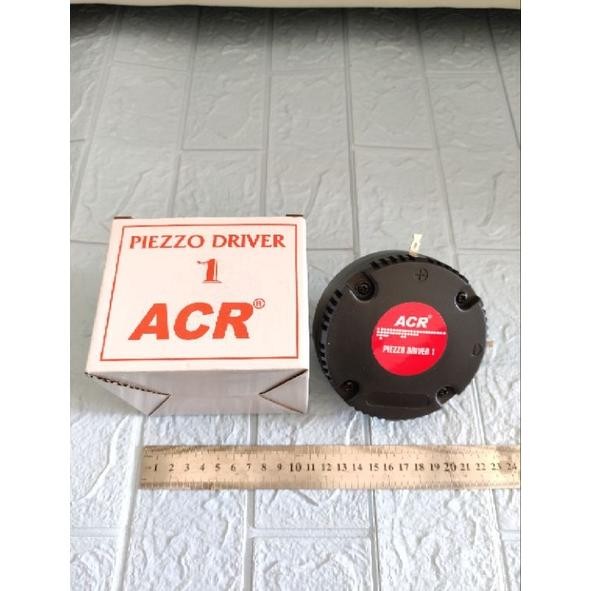 PIEZZO DRIVER
1
ACR®
ACR®
PIEZZO DRIVER 1
+
1 2 3 4 5 6 7 8 9 10 11 12 13 14 15 16 17 18 19 20 21 22 23 24